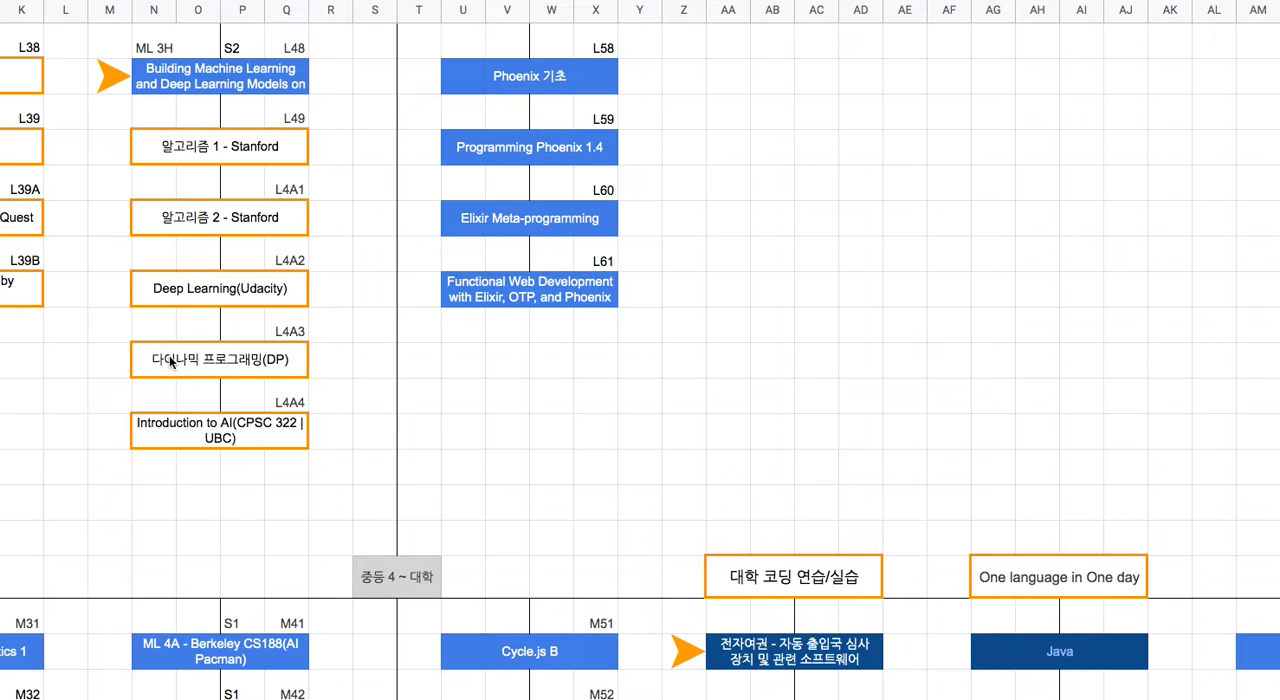 K L M N O P Q R S T U V W X Y Z AA AB AC AD AE AF AG AH AI AJ AK AL AM
L38 ML 3H S2 L48 L58
Building Machine Learning
and Deep Learning Models on
Phoenix 기초
L39 L49 L59
알고리즘 1 - Stanford
Programming Phoenix 1.4
L39A L4A1 L60
Quest
알고리즘 2 - Stanford
Elixir Meta-programming
L39B L4A2 L61
by
Deep Learning(Udacity)
Functional Web Development
with Elixir, OTP, and Phoenix
L4A3
다이나믹 프로그래밍(DP)
L4A4
Introduction to AI(CPSC 322 |
UBC)
중등 4 ~ 대학
대학 코딩 연습/실습
One language in One day
M31 S1 M41 M51
tics 1
ML 4A - Berkeley CS188(AI
Pacman)
Cycle.js B
전자여권 - 자동 출입국 심사
장치 및 관련 소프트웨어
Java
M32 S1 M42 M52